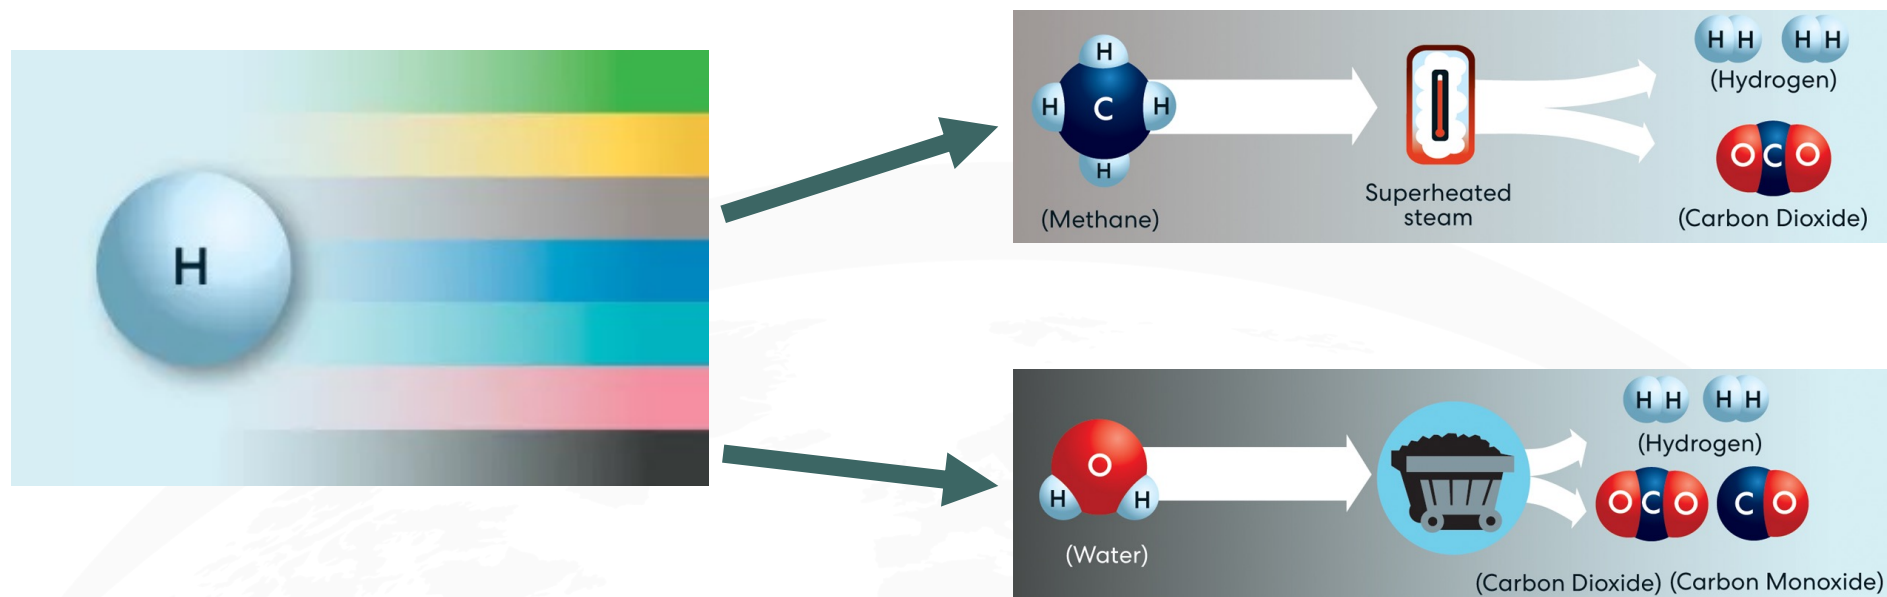 H
H
H
C
H
H
(Methane)
Superheated
steam
H H
H H
(Hydrogen)
O C O
(Carbon Dioxide)
O
H
H
(Water)
H H
H H
(Hydrogen)
O C O
C O
(Carbon Dioxide) (Carbon Monoxide)